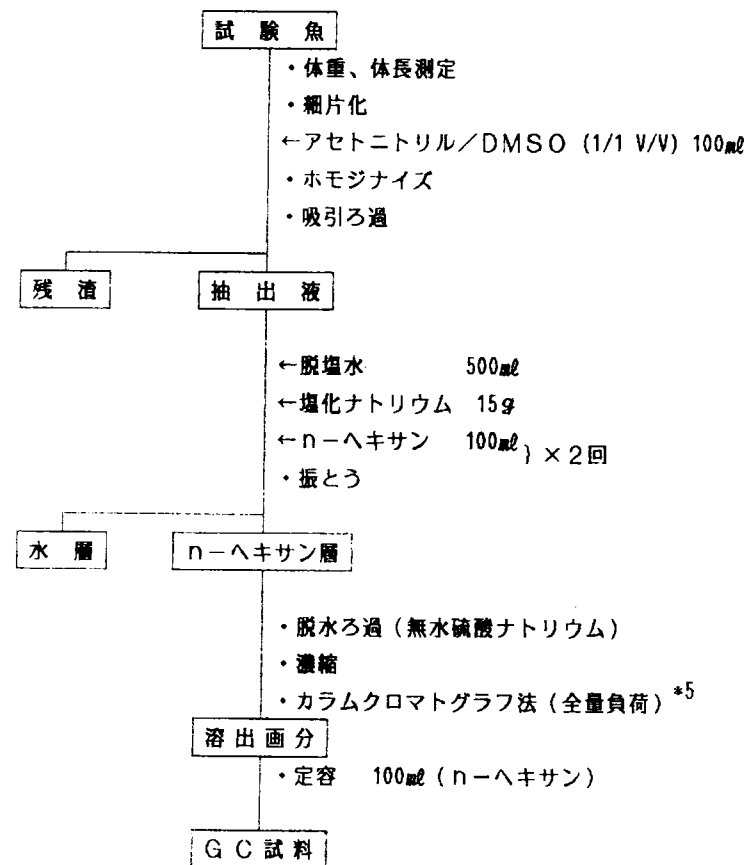 試験魚
・体重、体長測定
・細片化
←アセトニトリル／DMSO (1/1 V/V) 100㎖
・ホモジナイズ
・吸引ろ過
残渣 抽出液
←脱塩水 500㎖
←塩化ナトリウム 15g
←n－ヘキサン 100㎖ } ×2回
・振とう
水層 n－ヘキサン層
・脱水ろ過（無水硫酸ナトリウム）
・濃縮
・カラムクロマトグラフ法（全量負荷）*5
溶出画分
・定容 100㎖（n－ヘキサン）
GC試料